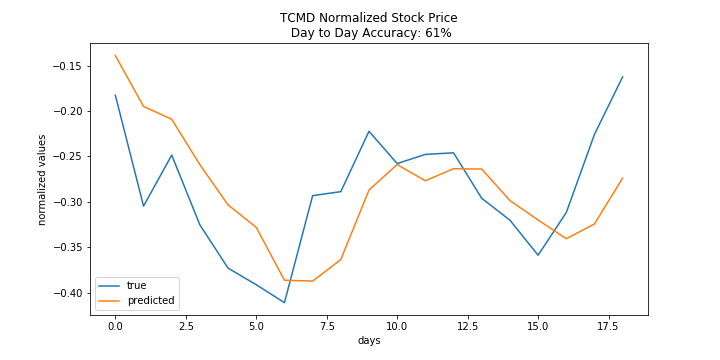 TCMD Normalized Stock Price
Day to Day Accuracy: 61%
normalized values
−0.15
−0.20
−0.25
−0.30
−0.35
−0.40
true
predicted
0.0 2.5 5.0 7.5 10.0 12.5 15.0 17.5
days